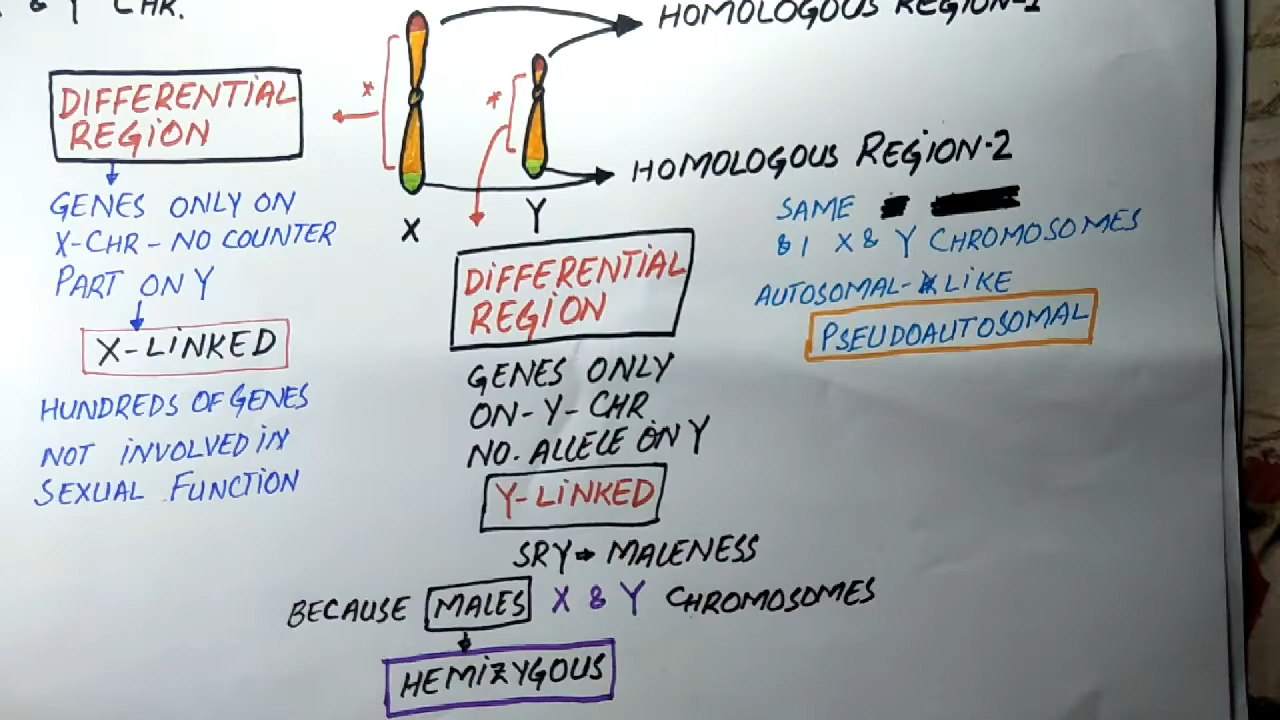 & Y CHR.
HOMOLOGOUS REGION-1
DIFFERENTIAL
REGION
GENES ONLY ON
X-CHR - NO COUNTER
PART ON Y
X-LINKED
HUNDREDS OF GENES
NOT INVOLVED IN
SEXUAL FUNCTION
*
*
X
Y
HOMOLOGOUS REGION-2
SAME
X & Y CHROMOSOMES
AUTOSOMAL- LIKE
PSEUDOAUTOSOMAL
DIFFERENTIAL
REGION
GENES ONLY
ON-Y-CHR
NO. ALLELE ON Y
Y-LINKED
SRY → MALENESS
BECAUSE MALES X & Y CHROMOSOMES
HEMIZYGOUS